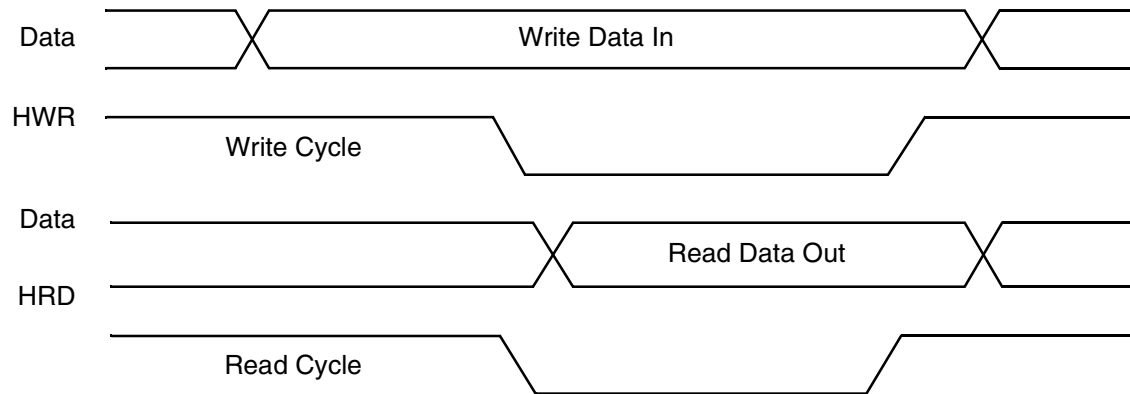 Data
Write Data In
HWR
Write Cycle
Data
Read Data Out
HRD
Read Cycle